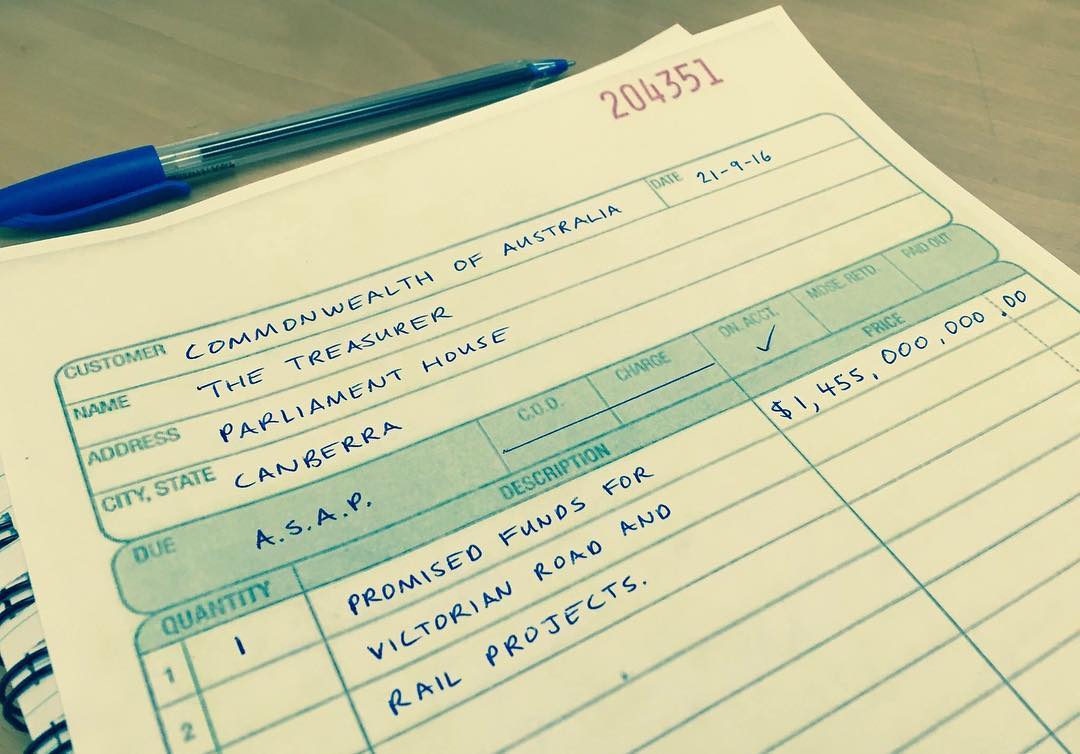 204351
CUSTOMER COMMONWEALTH OF AUSTRALIA DATE 21-9-16
NAME THE TREASURER
ADDRESS PARLIAMENT HOUSE
CITY, STATE CANBERRA
DUE A.S.A.P. C.O.D. CHARGE ON ACCT. ✓ MDSE. RETD. PAID OUT
QUANTITY DESCRIPTION PRICE
1 1 PROMISED FUNDS FOR $1,455,000,000.00
2 VICTORIAN ROAD AND
RAIL PROJECTS.